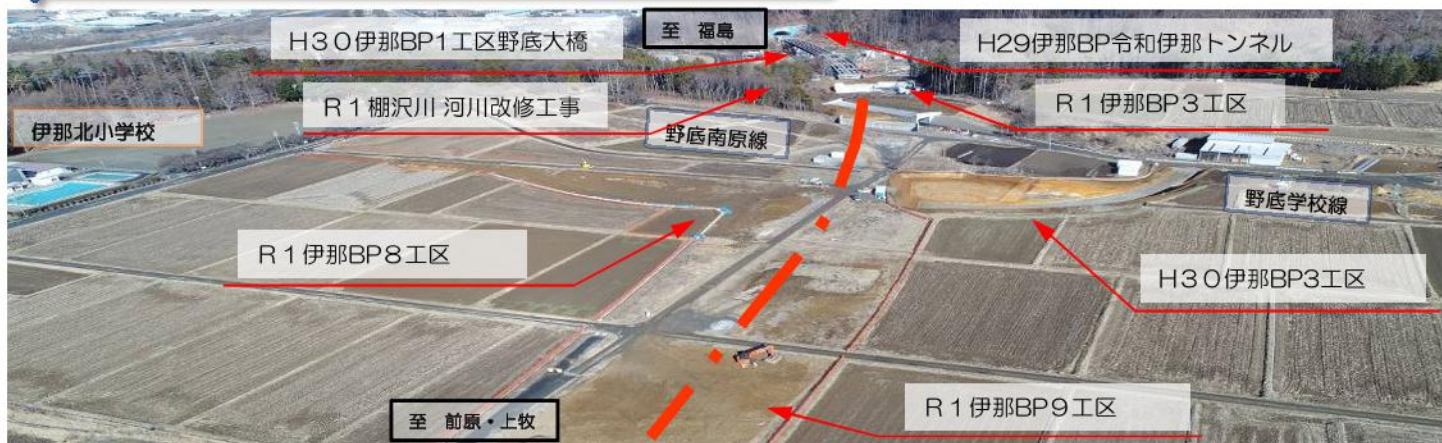 至 福島
H30伊那BP1工区野底大橋
H29伊那BP令和伊那トンネル
R1棚沢川 河川改修工事
R1伊那BP3工区
伊那北小学校
野底南原線
野底学校線
R1伊那BP8工区
H30伊那BP3工区
R1伊那BP9工区
至 前原・上牧